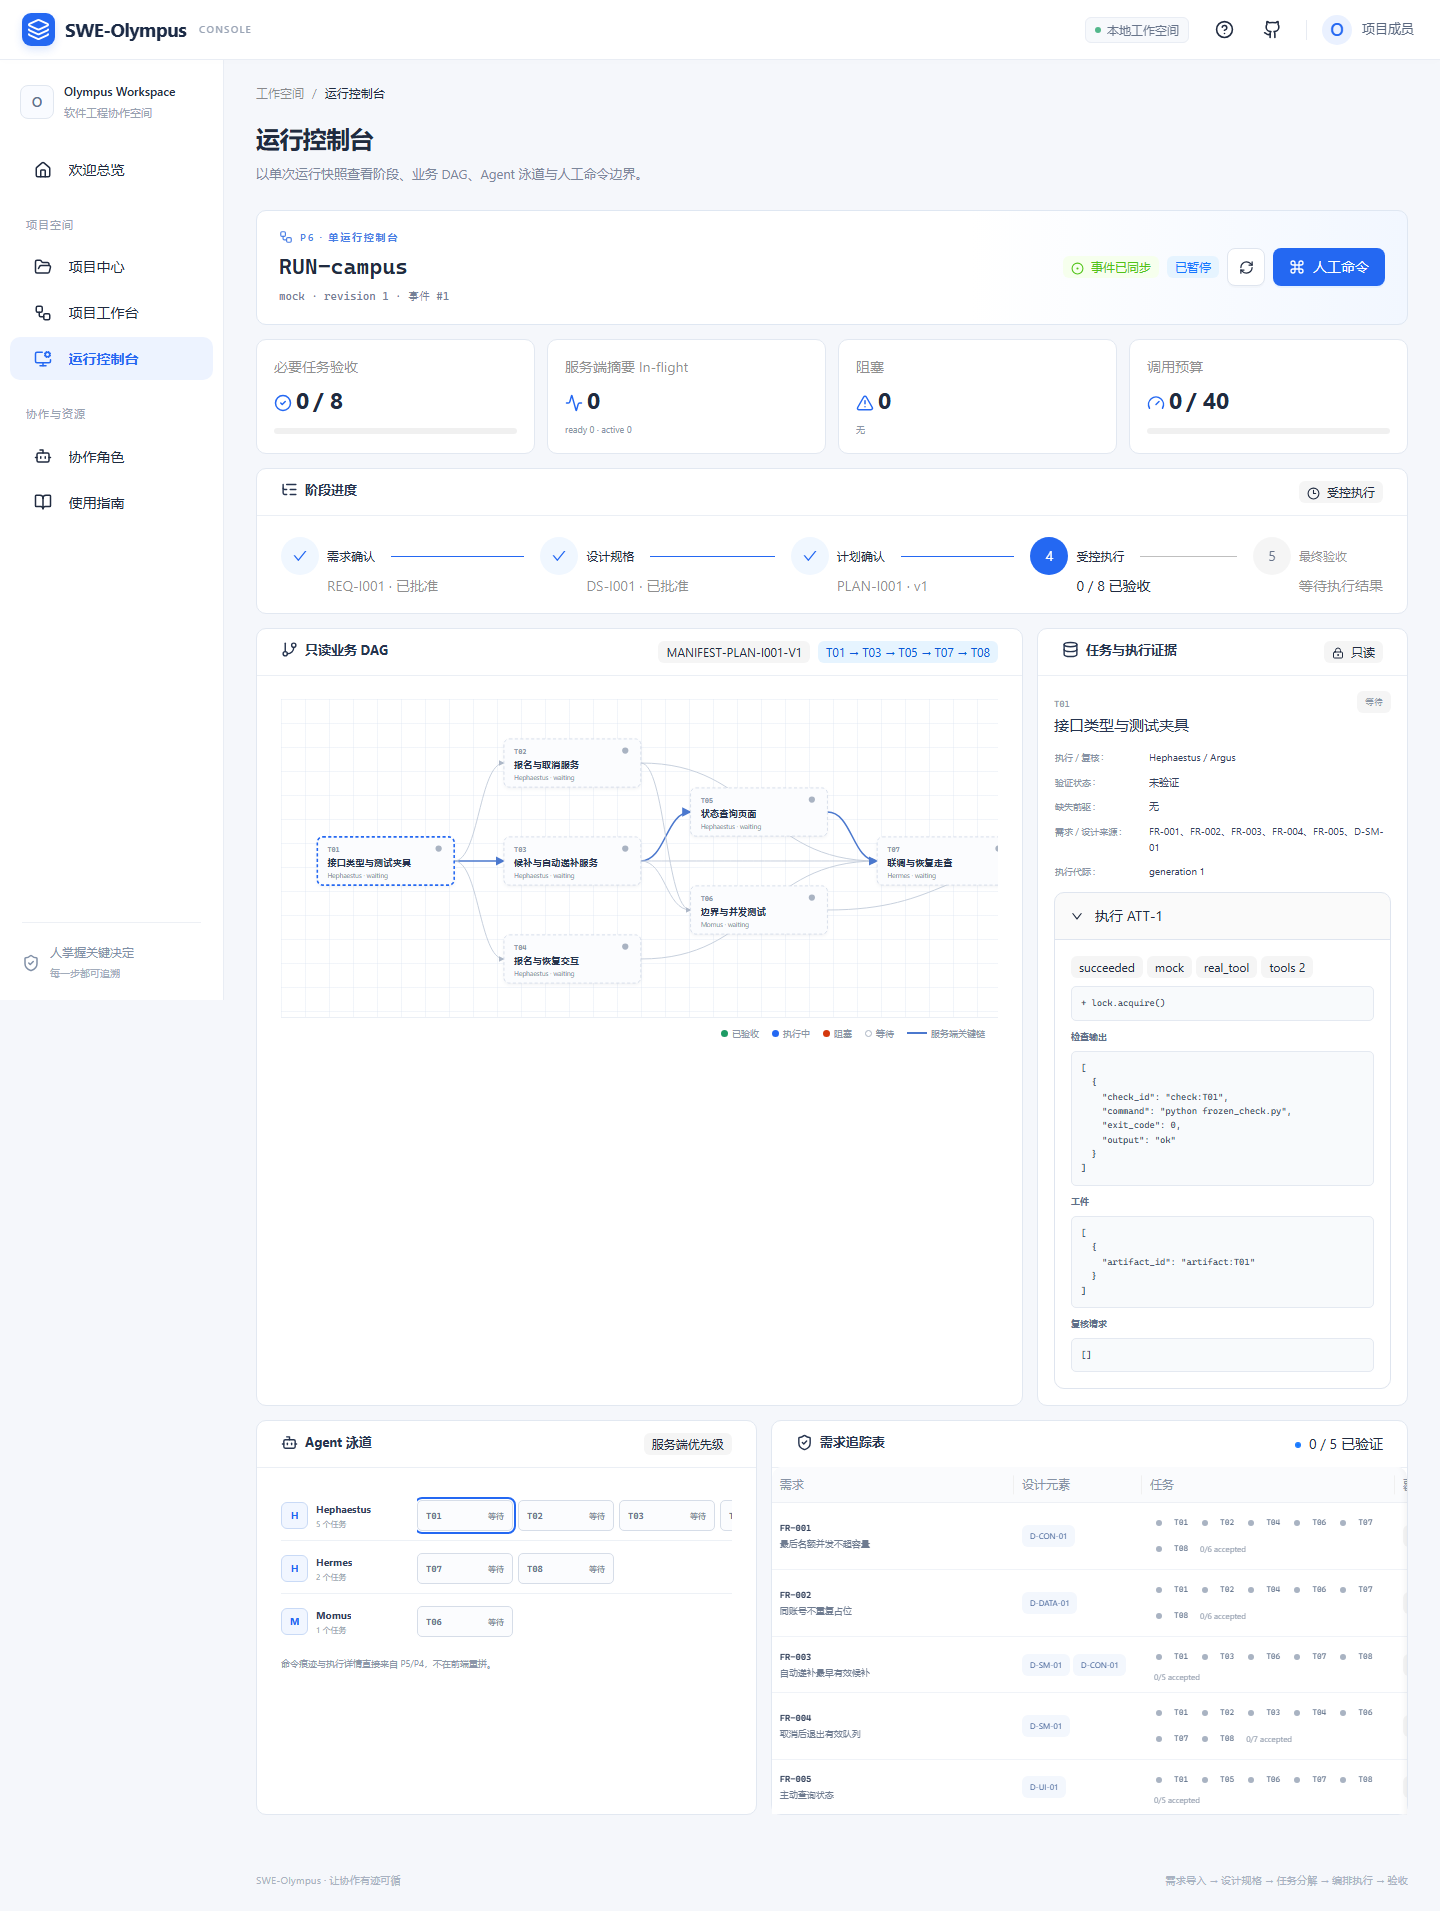 SWE-Olympus CONSOLE
本地工作空间
O 项目成员
O
Olympus Workspace
软件工程协作空间
欢迎总览
项目空间
项目中心
项目工作台
运行控制台
协作与资源
协作角色
使用指南
人掌握关键决定
每一步都可追溯
工作空间 / 运行控制台
运行控制台
以单次运行快照查看阶段、业务 DAG、Agent 泳道与人工命令边界。
P6 · 单运行控制台
RUN-campus
mock · revision 1 · 事件 #1
事件已同步
已暂停
人工命令
必要任务验收
0 / 8
服务端摘要 In-flight
0
ready 0 · active 0
阻塞
0
无
调用预算
0 / 40
阶段进度
受控执行
需求确认
REQ-I001 · 已批准
设计规格
DS-I001 · 已批准
计划确认
PLAN-I001 · v1
4 受控执行
0 / 8 已验收
5 最终验收
等待执行结果
只读业务 DAG
MANIFEST-PLAN-I001-V1
T01 → T03 → T05 → T07 → T08
T02
报名与取消服务
Hephaestus · waiting
T05
状态查询页面
Hephaestus · waiting
T01
接口类型与测试夹具
Hephaestus · waiting
T03
候补与自动递补服务
Hephaestus · waiting
T07
联调与恢复走查
Hermes · waiting
T06
边界与并发测试
Momus · waiting
T04
报名与恢复交互
Hephaestus · waiting
已验收
执行中
阻塞
等待
服务端关键链
任务与执行证据
只读
T01
等待
接口类型与测试夹具
执行 / 复核： Hephaestus / Argus
验证状态： 未验证
缺失前驱： 无
需求 / 设计来源： FR-001、FR-002、FR-003、FR-004、FR-005、D-SM-
01
执行代际： generation 1
执行 ATT-1
succeeded mock real_tool tools 2
+ lock.acquire()
检查输出
[
{
"check_id": "check:T01",
"command": "python frozen_check.py",
"exit_code": 0,
"output": "ok"
}
]
工件
[
{
"artifact_id": "artifact:T01"
}
]
复核请求
[]
Agent 泳道
服务端优先级
H Hephaestus
5 个任务
T01 等待
T02 等待
T03 等待
H Hermes
2 个任务
T07 等待
T08 等待
M Momus
1 个任务
T06 等待
命令痕迹与执行详情直接来自 P5/P4，不在前端重拼。
需求追踪表
0 / 5 已验证
需求 设计元素 任务
FR-001
最后名额并发不超容量
D-CON-01
T01 T02 T04 T06 T07
T08 0/6 accepted
FR-002
同账号不重复占位
D-DATA-01
T01 T02 T04 T06 T07
T08 0/6 accepted
FR-003
自动递补最早有效候补
D-SM-01 D-CON-01
T01 T03 T06 T07 T08
0/5 accepted
FR-004
取消后退出有效队列
D-SM-01
T01 T02 T03 T04 T06
T07 T08 0/7 accepted
FR-005
主动查询状态
D-UI-01
T01 T05 T06 T07 T08
0/5 accepted
SWE-Olympus · 让协作有迹可循
需求导入 → 设计规格 → 任务分解 → 编排执行 → 验收